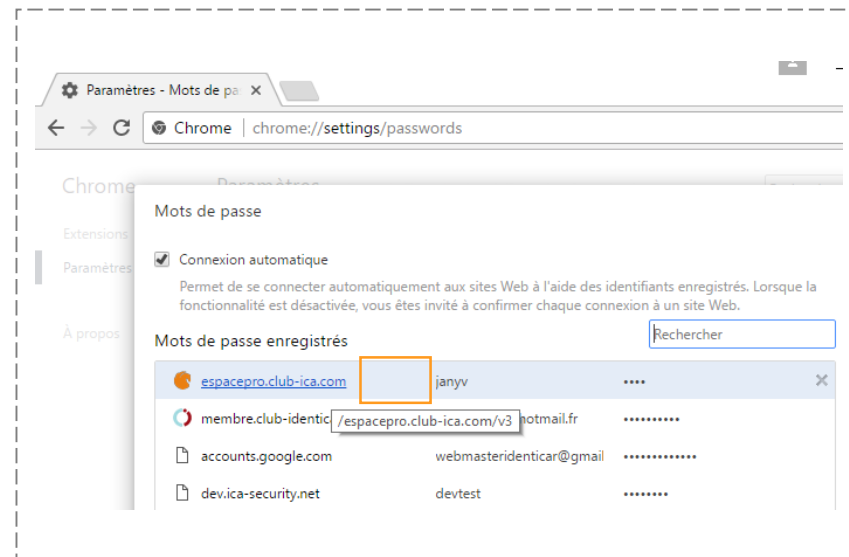 Paramètres - Mots de pa
Chrome chrome://settings/passwords
Chrome Paramètres
Mots de passe
Extensions
Connexion automatique
Paramètres
Permet de se connecter automatiquement aux sites Web à l'aide des identifiants enregistrés. Lorsque la
fonctionnalité est désactivée, vous êtes invité à confirmer chaque connexion à un site Web.
À propos
Mots de passe enregistrés
Rechercher
espacepro.club-ica.com janyv ••••
membre.club-identic /espacepro.club-ica.com/v3 notmail.fr ••••••••••
accounts.google.com webmasteridenticar@gmail •••••••••••••
dev.ica-security.net devtest ••••••••